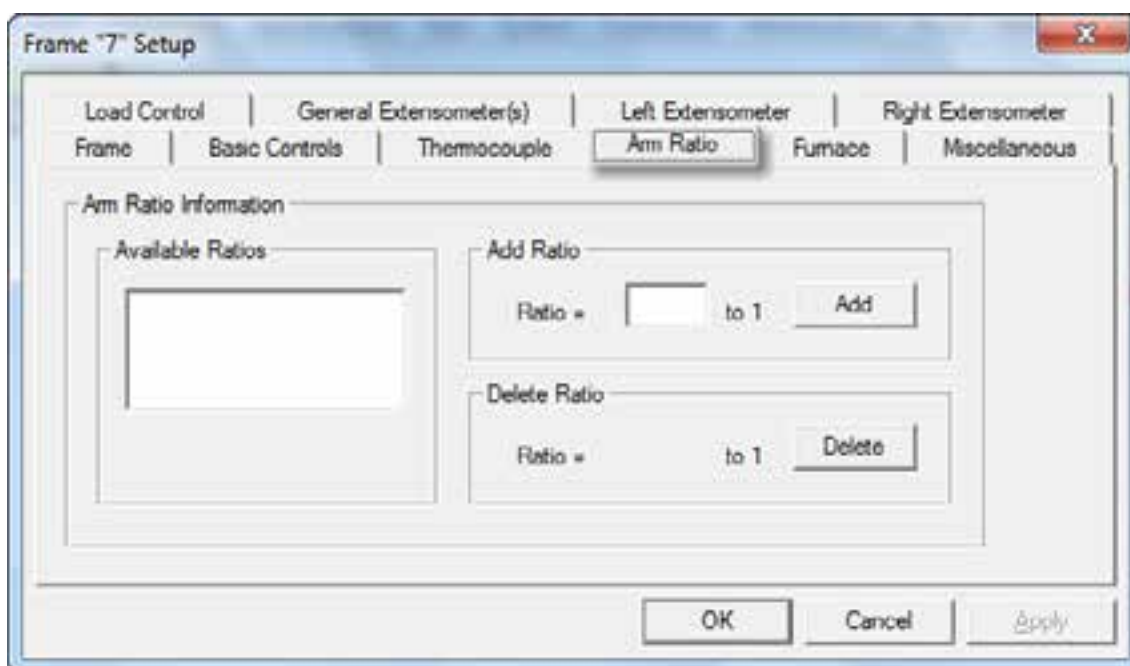 Frame "7" Setup
Load Control General Extensometer(s) Left Extensometer Right Extensometer
Frame Basic Controls Thermocouple Arm Ratio Furnace Miscellaneous
Arm Ratio Information
Available Ratios
Add Ratio
Ratio = to 1 Add
Delete Ratio
Ratio = to 1 Delete
OK Cancel Apply